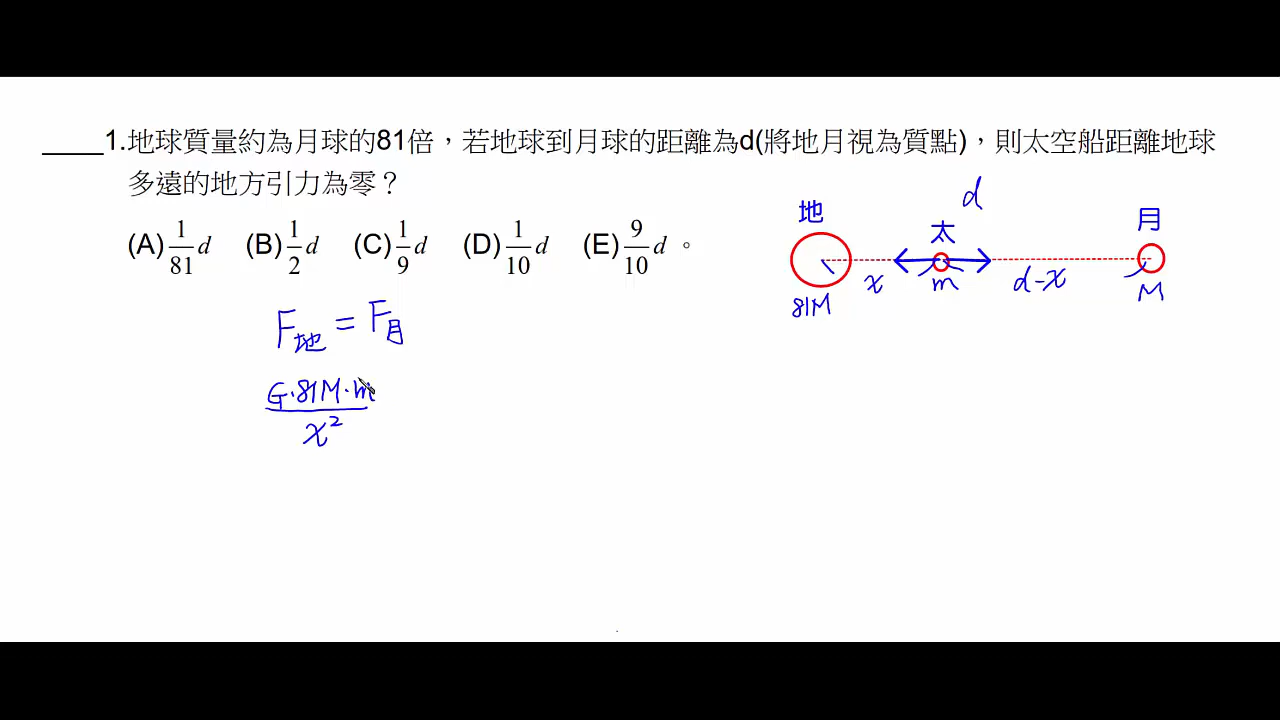 ____1.地球質量約為月球的81倍，若地球到月球的距離為d(將地月視為質點)，則太空船距離地球
多遠的地方引力為零？
(A) 1/81 d (B) 1/2 d (C) 1/9 d (D) 1/10 d (E) 9/10 d 。
d
地 太 月
x m d-x
81M M
F地 = F月
G·81M·m
x²